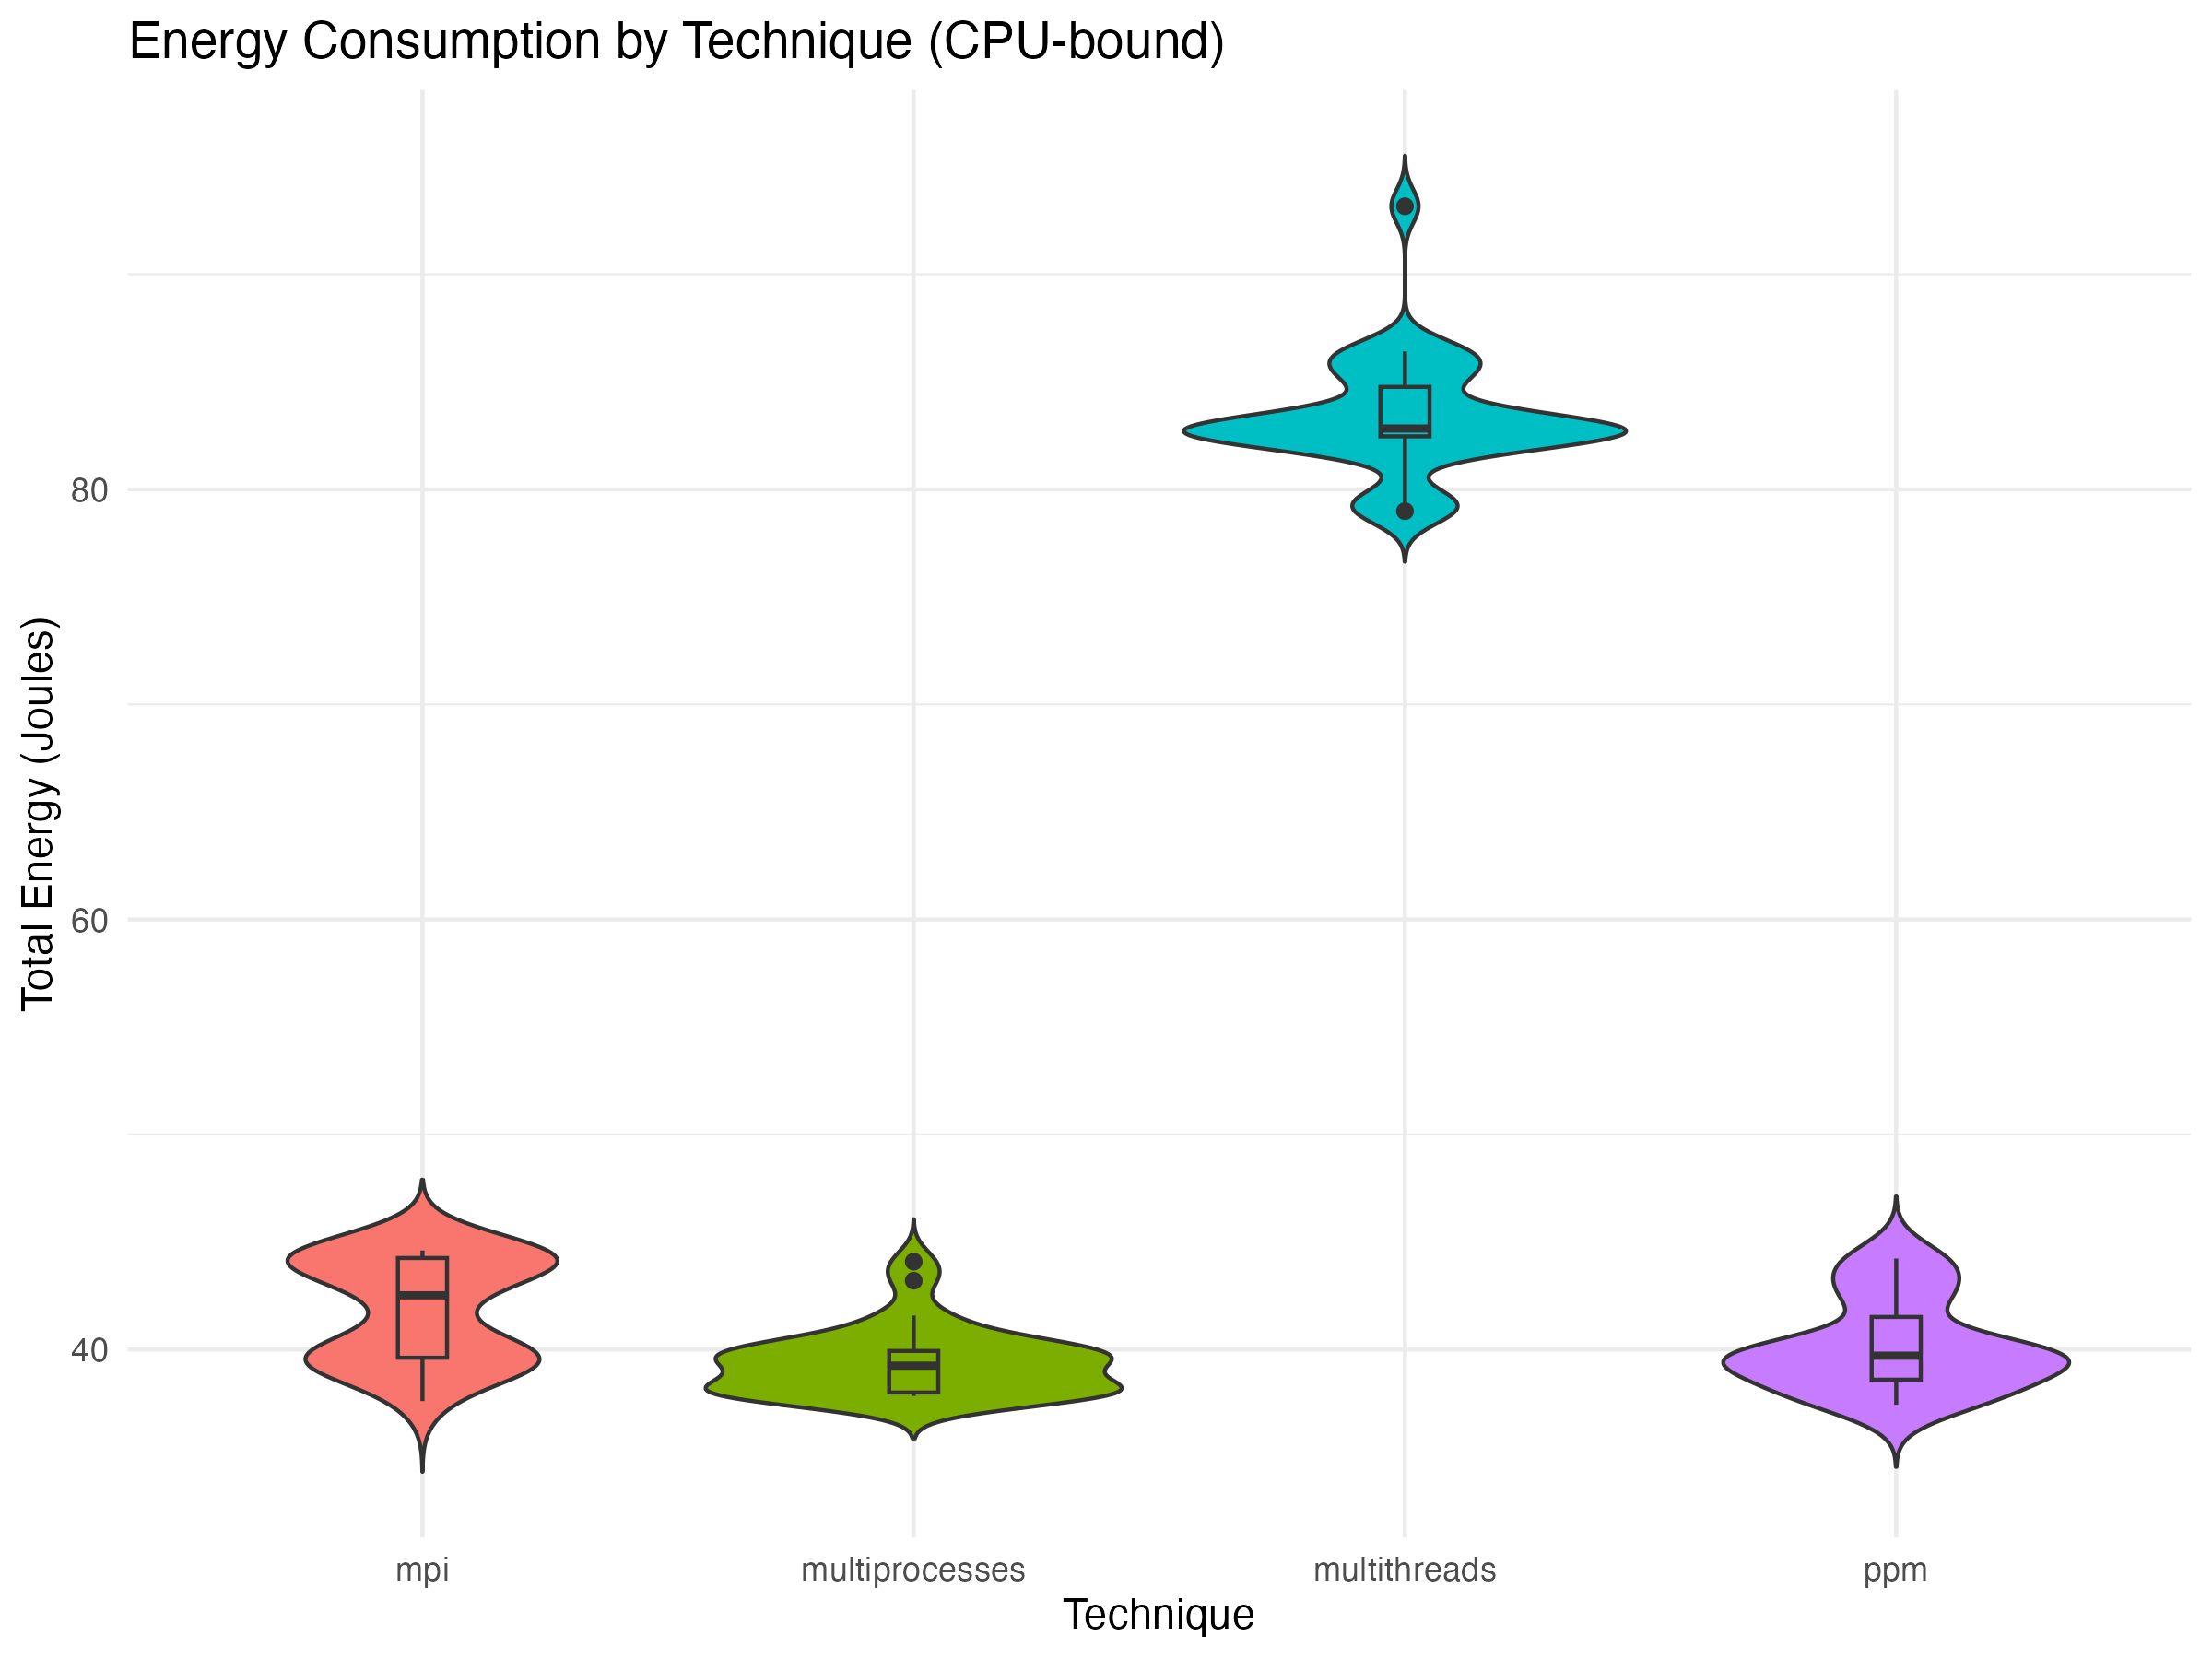 Energy Consumption by Technique (CPU-bound)
Total Energy (Joules)
80
60
40
mpi
multiprocesses
multithreads
ppm
Technique